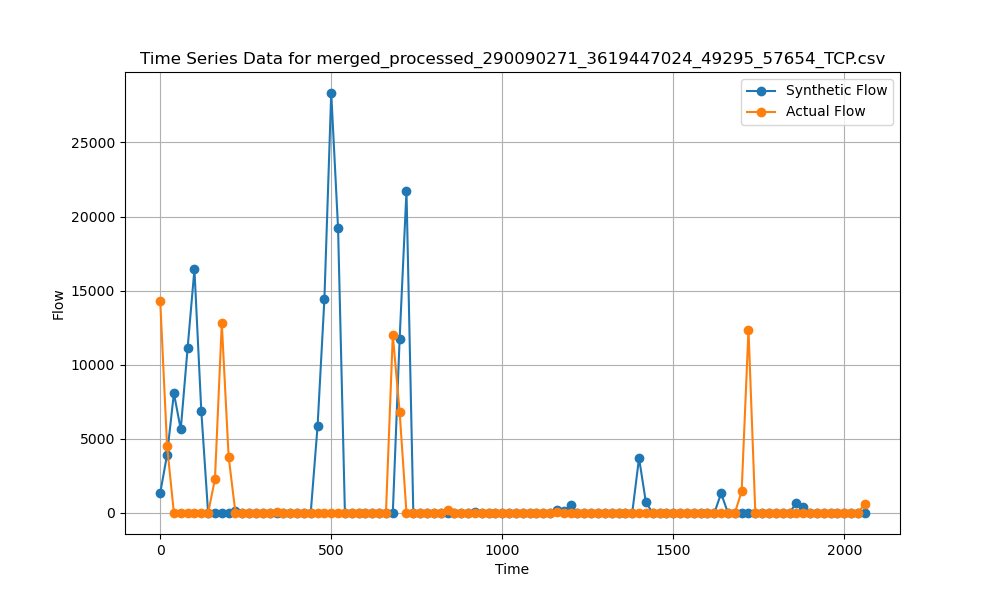 Time Series Data for merged_processed_290090271_3619447024_49295_57654_TCP.csv
Synthetic Flow
Actual Flow
25000
20000
15000
10000
5000
0
Flow
0 500 1000 1500 2000
Time